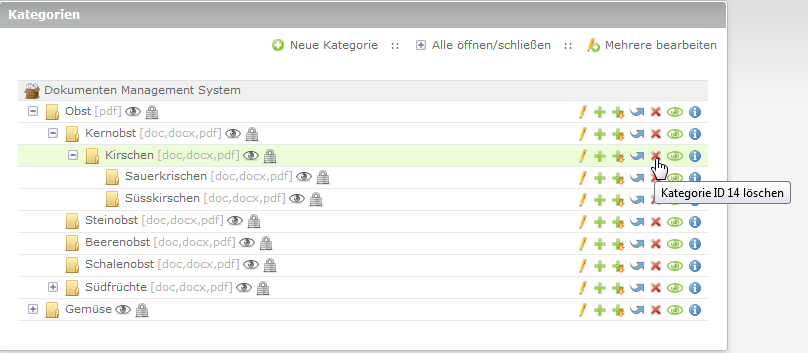 Kategorien
Neue Kategorie :: Alle öffnen/schließen :: Mehrere bearbeiten
Dokumenten Management System
Obst [pdf]
Kernobst [doc,docx,pdf]
Kirschen [doc,docx,pdf]
Sauerkrischen [doc,docx,pdf]
Kategorie ID 14 löschen
Süsskirschen [doc,docx,pdf]
Steinobst [doc,docx,pdf]
Beerenobst [doc,docx,pdf]
Schalenobst [doc,docx,pdf]
Südfrüchte [doc,docx,pdf]
Gemüse